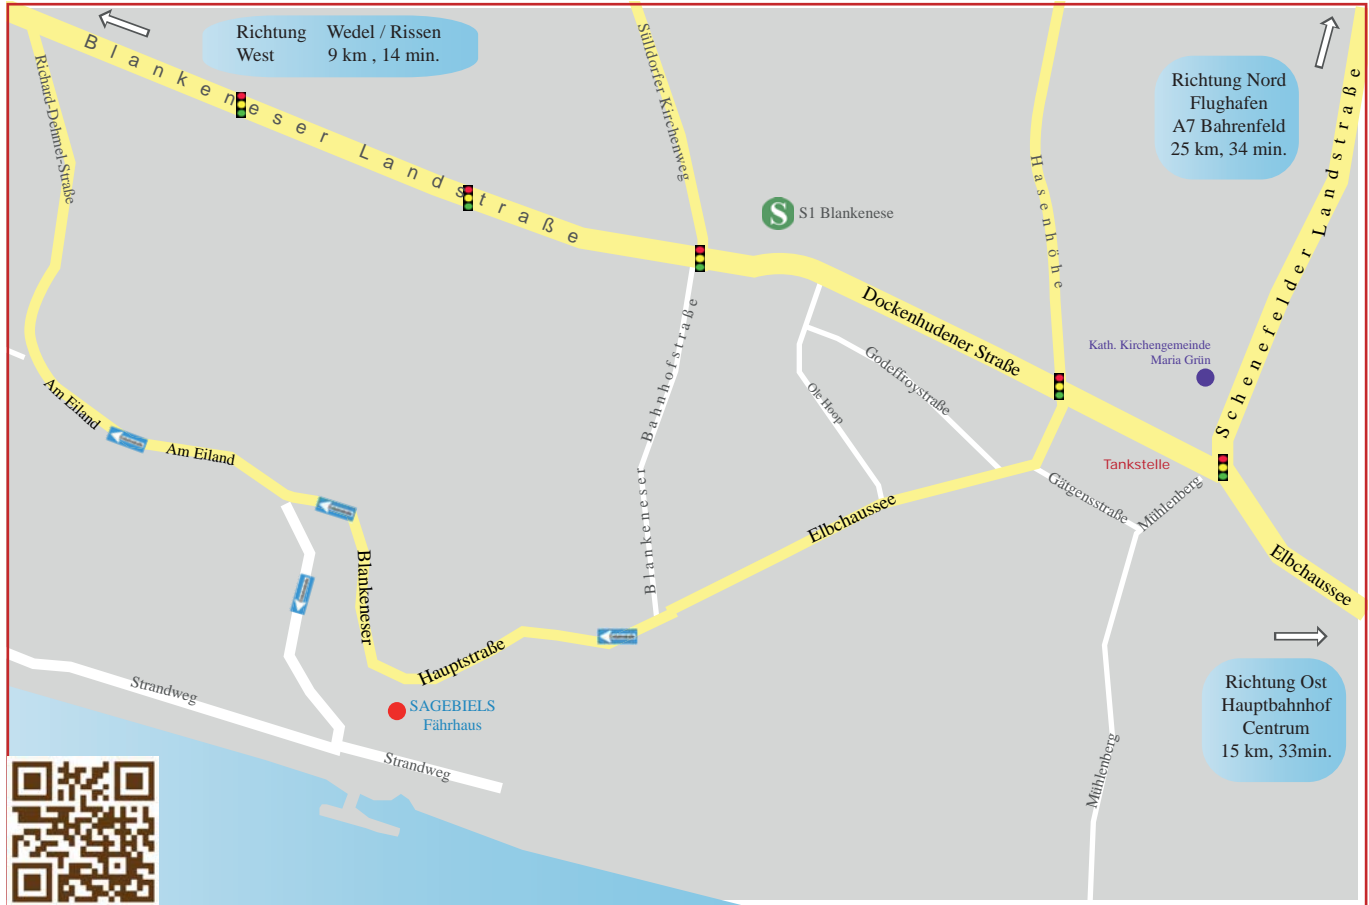 Richtung Wedel / Rissen
West 9 km , 14 min.
Blankeneser Landstraße
Richard-Dehmel-Straße
Sülldorfer Kirchenweg
Richtung Nord
Flughafen
A7 Bahrenfeld
25 km, 34 min.
Hasenhöhe
Schenefelder Landstraße
S
S1 Blankenese
Dockenhudener Straße
Kath. Kirchengemeinde
Maria Grün
Godeffroystraße
Ole Hoop
Blankeneser Bahnhofstraße
Am Eiland
Am Eiland
Tankstelle
Gätgensstraße
Mühlenberg
Elbchaussee
Elbchaussee
Blankeneser
Hauptstraße
Strandweg
SAGEBIELS
Fährhaus
Strandweg
Mühlenberg
Richtung Ost
Hauptbahnhof
Centrum
15 km, 33min.